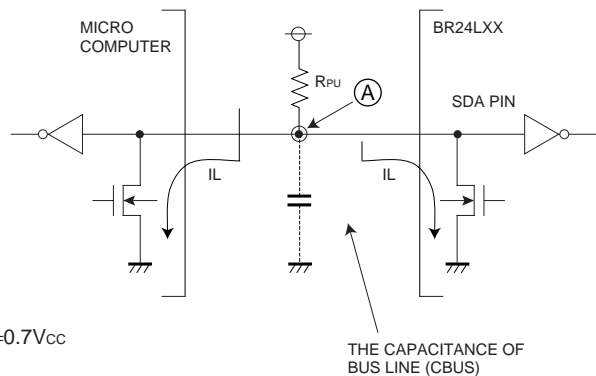 MICRO
COMPUTER
BR24LXX
RPU
A
SDA PIN
IL
IL
=0.7VCC
THE CAPACITANCE OF
BUS LINE (CBUS)